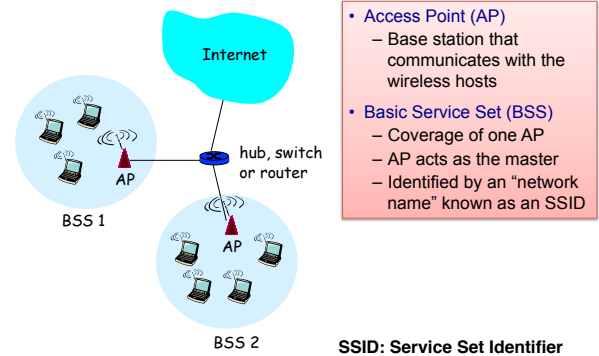 Internet
hub, switch
or router
AP
BSS 1
AP
BSS 2
• Access Point (AP)
– Base station that
communicates with the
wireless hosts
• Basic Service Set (BSS)
– Coverage of one AP
– AP acts as the master
– Identified by an “network
name” known as an SSID
SSID: Service Set Identifier